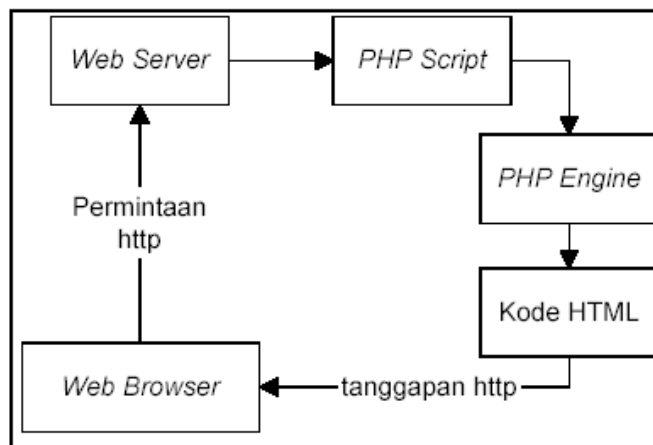 Web Server
PHP Script
PHP Engine
Permintaan
http
Kode HTML
Web Browser
tanggapan http